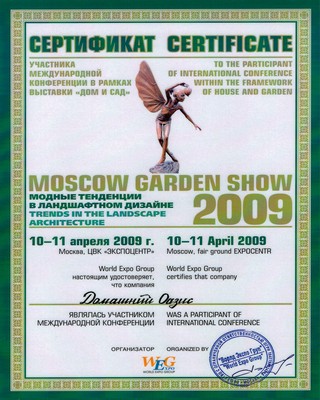 СЕРТИФИКАТ CERTIFICATE
УЧАСТНИКА
МЕЖДУНАРОДНОЙ
КОНФЕРЕНЦИИ В РАМКАХ
ВЫСТАВКИ «ДОМ И САД»
TO THE PARTICIPANT
OF INTERNATIONAL CONFERENCE
WITHIN THE FRAMEWORK
OF HOUSE AND GARDEN
MOSCOW GARDEN SHOW
МОДНЫЕ ТЕНДЕНЦИИ
В ЛАНДШАФТНОМ ДИЗАЙНЕ
TRENDS IN THE LANDSCAPE
ARCHITECTURE
2009
10–11 апреля 2009 г.
Москва, ЦВК «ЭКСПОЦЕНТР»
10–11 April 2009
Moscow, fair ground EXPOCENTR
World Expo Group
настоящим удостоверяет,
что компания
World Expo Group
certifies that company
Домашний Оазис
ЯВЛЯЛАСЬ УЧАСТНИКОМ
МЕЖДУНАРОДНОЙ КОНФЕРЕНЦИИ
WAS A PARTICIPANT OF
INTERNATIONAL CONFERENCE
ОРГАНИЗАТОР
ORGANIZED BY
WEG
EXPO
WORLD EXPO GROUP
"Ворлд Экспо Груп"
"World Expo Group"